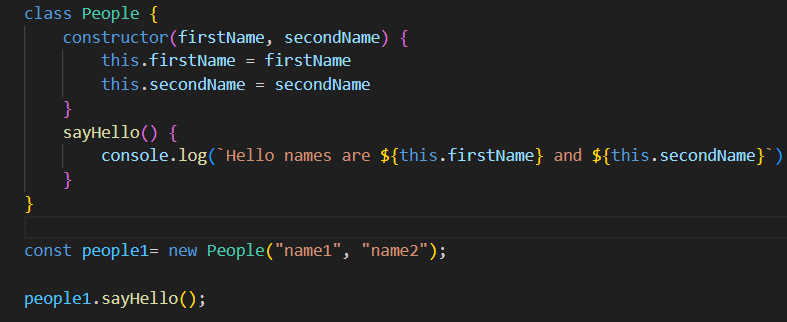 class People {
    constructor(firstName, secondName) {
        this.firstName = firstName
        this.secondName = secondName
    }
    sayHello() {
        console.log(`Hello names are ${this.firstName} and ${this.secondName}`)
    }
}
const people1= new People("name1", "name2");
people1.sayHello();